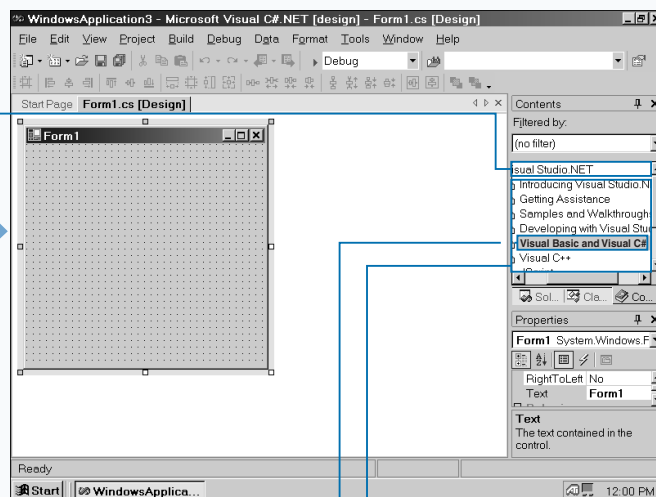 WindowsApplication3 - Microsoft Visual C#.NET [design] - Form1.cs [Design]
File Edit View Project Build Debug Data Format Tools Window Help
Debug
Start Page Form1.cs [Design]
Form1
Contents
Filtered by:
(no filter)
sual Studio.NET
Introducing Visual Studio.N
Getting Assistance
Samples and Walkthrough
Developing with Visual Stu
Visual Basic and Visual C#
Visual C++
Sol... Cla... Co...
Properties
Form1 System.Windows.F
RightToLeft No
Text Form1
Text
The text contained in the
control.
Ready
Start WindowsApplica... 12:00 PM